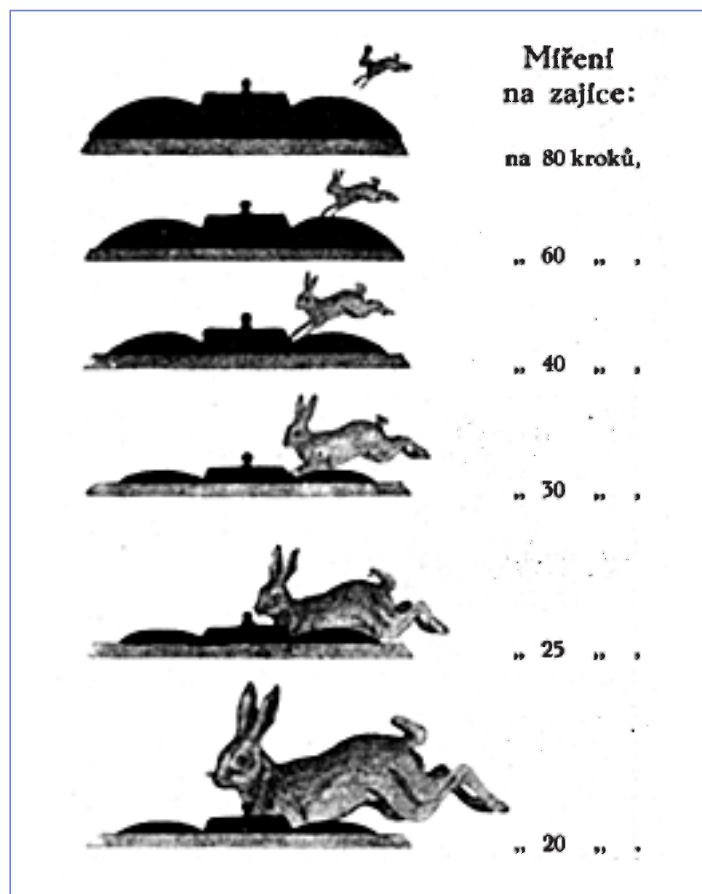 Míření
na zajíce:
na 80 kroků,
„ 60 „ ,
„ 40 „ ,
„ 30 „ ,
„ 25 „ ,
„ 20 „ .